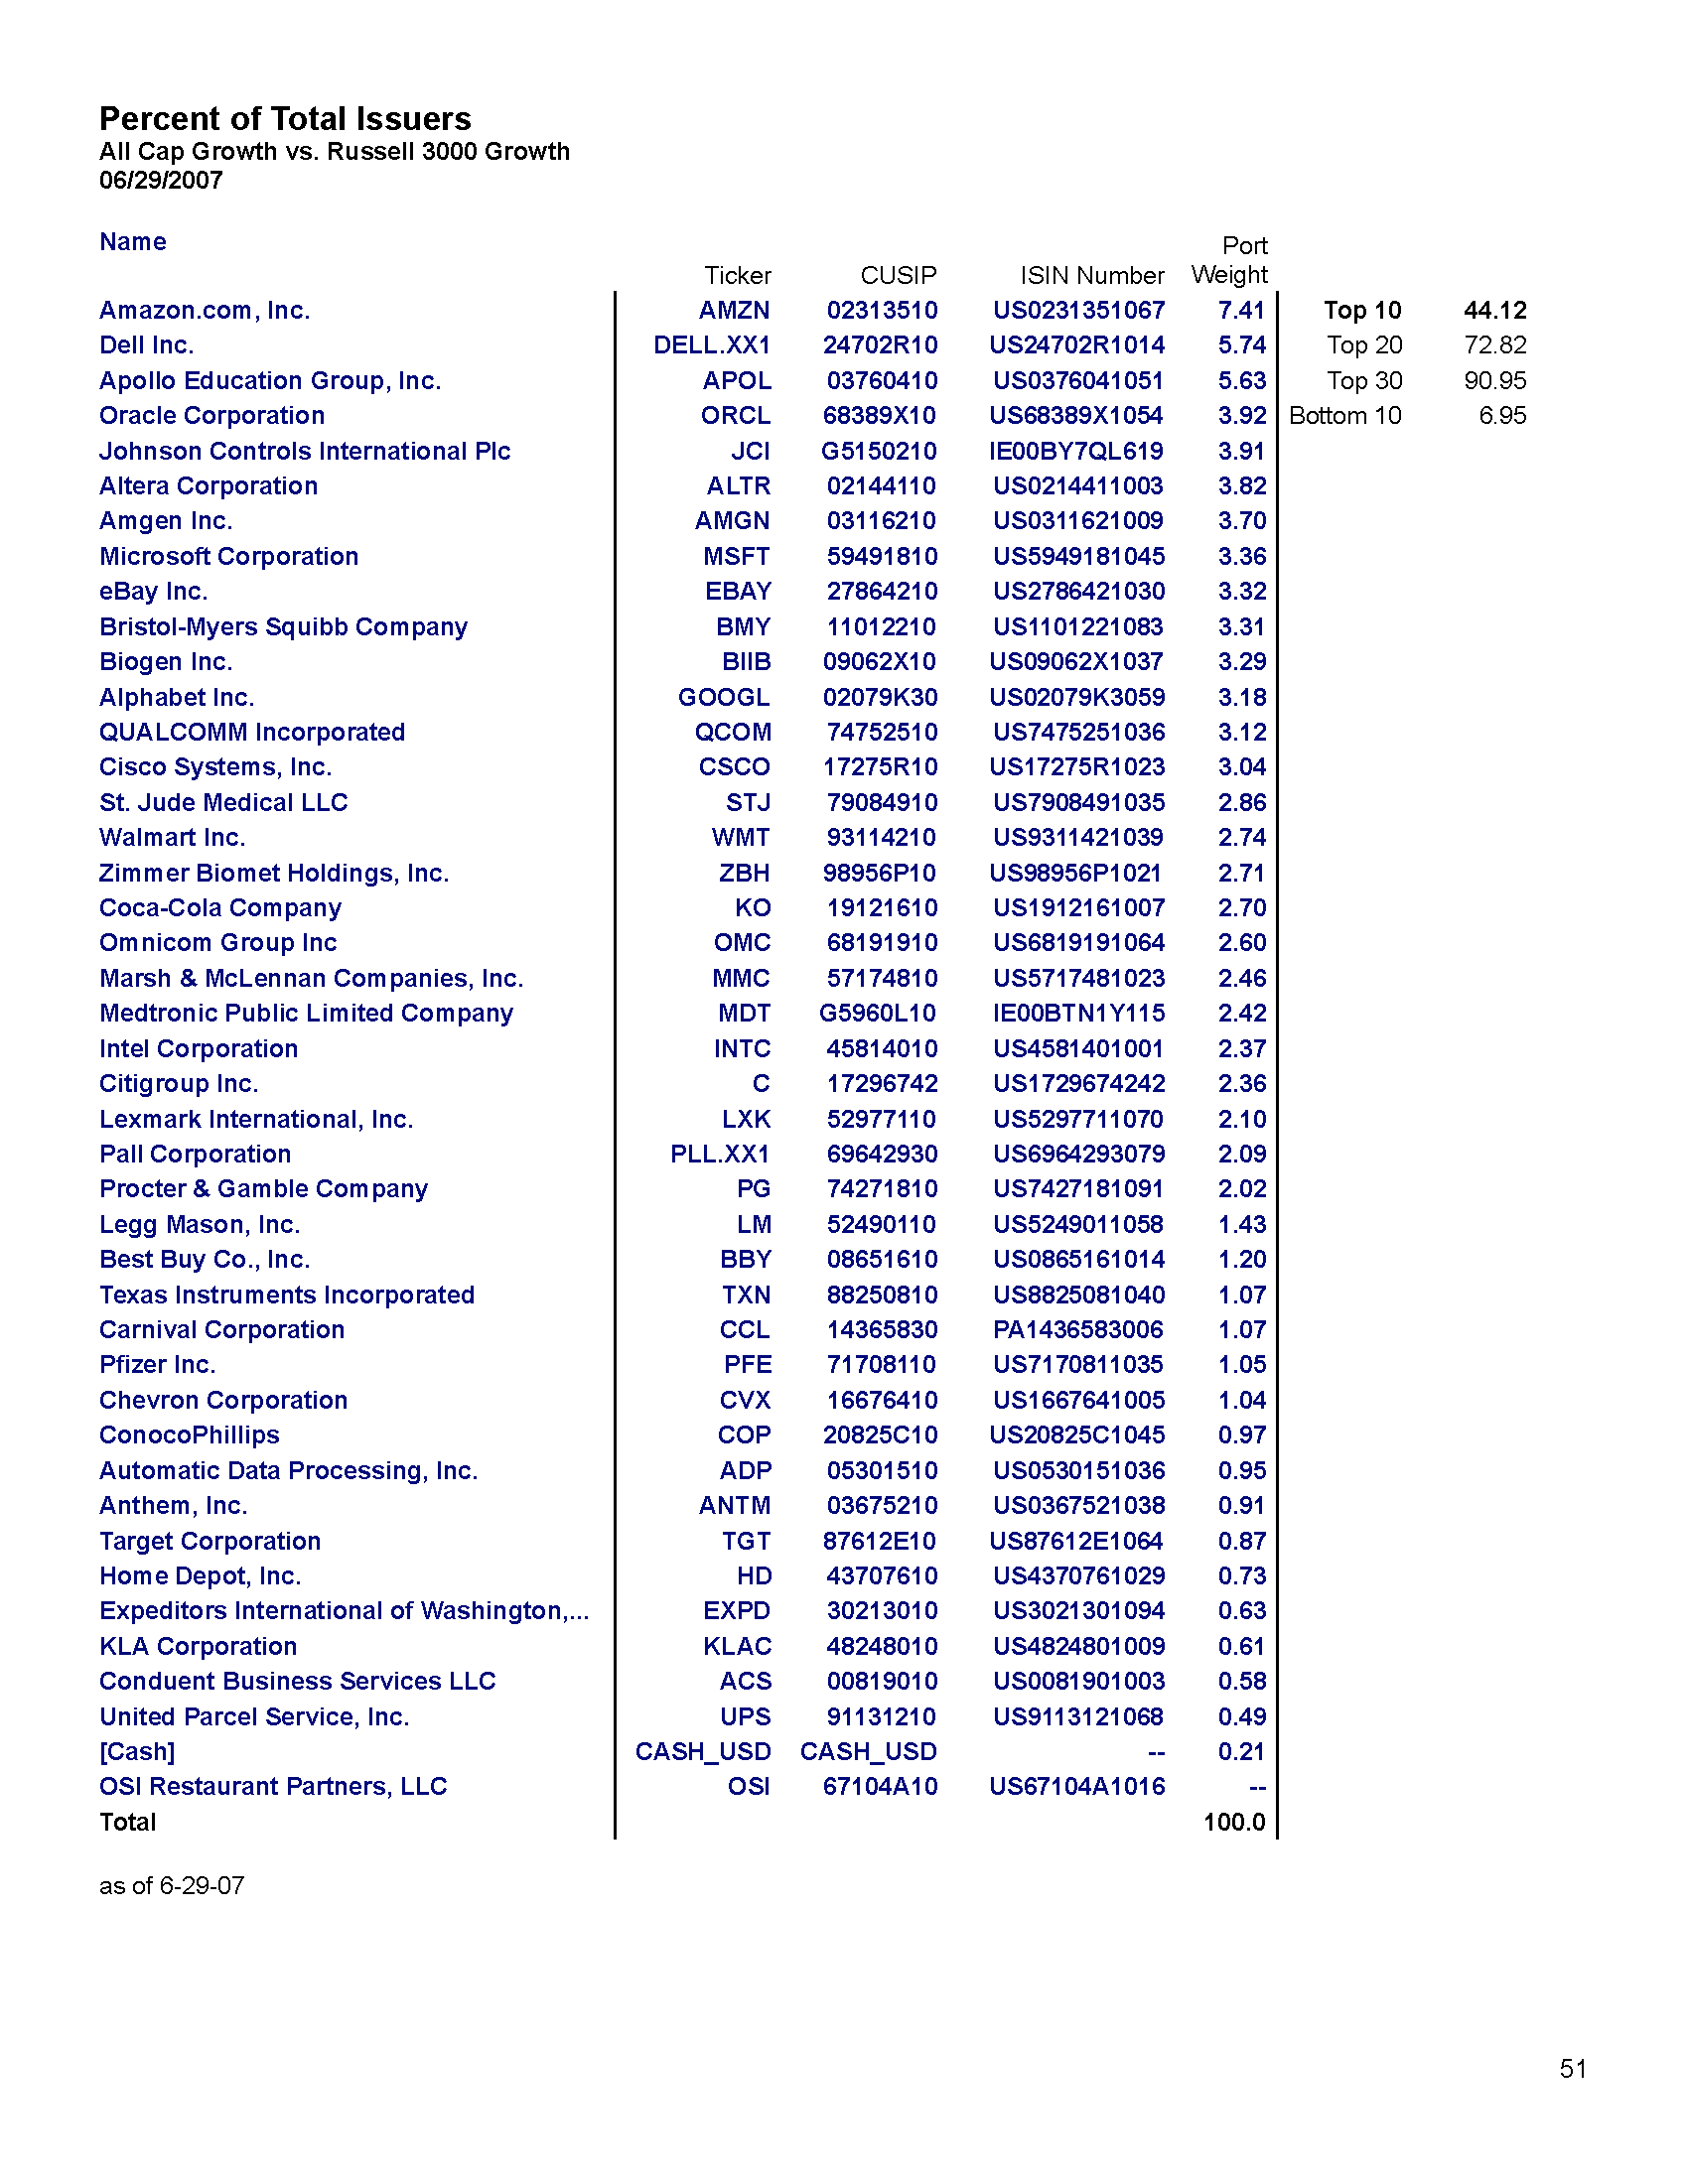 Percent of Total Issuers
All Cap Growth vs. Russell 3000 Growth
06/29/2007
Name Ticker CUSIP ISIN Number Port Weight
Amazon.com, Inc. AMZN 02313510 US0231351067 7.41 Top 10 44.12
Dell Inc. DELL.XX1 24702R10 US24702R1014 5.74 Top 20 72.82
Apollo Education Group, Inc. APOL 03760410 US0376041051 5.63 Top 30 90.95
Oracle Corporation ORCL 68389X10 US68389X1054 3.92 Bottom 10 6.95
Johnson Controls International Plc JCI G5150210 IE00BY7QL619 3.91
Altera Corporation ALTR 02144110 US0214411003 3.82
Amgen Inc. AMGN 03116210 US0311621009 3.70
Microsoft Corporation MSFT 59491810 US5949181045 3.36
eBay Inc. EBAY 27864210 US2786421030 3.32
Bristol-Myers Squibb Company BMY 11012210 US1101221083 3.31
Biogen Inc. BIIB 09062X10 US09062X1037 3.29
Alphabet Inc. GOOGL 02079K30 US02079K3059 3.18
QUALCOMM Incorporated QCOM 74752510 US7475251036 3.12
Cisco Systems, Inc. CSCO 17275R10 US17275R1023 3.04
St. Jude Medical LLC STJ 79084910 US7908491035 2.86
Walmart Inc. WMT 93114210 US9311421039 2.74
Zimmer Biomet Holdings, Inc. ZBH 98956P10 US98956P1021 2.71
Coca-Cola Company KO 19121610 US1912161007 2.70
Omnicom Group Inc OMC 68191910 US6819191064 2.60
Marsh & McLennan Companies, Inc. MMC 57174810 US5717481023 2.46
Medtronic Public Limited Company MDT G5960L10 IE00BTN1Y115 2.42
Intel Corporation INTC 45814010 US4581401001 2.37
Citigroup Inc. C 17296742 US1729674242 2.36
Lexmark International, Inc. LXK 52977110 US5297711070 2.10
Pall Corporation PLL.XX1 69642930 US6964293079 2.09
Procter & Gamble Company PG 74271810 US7427181091 2.02
Legg Mason, Inc. LM 52490110 US5249011058 1.43
Best Buy Co., Inc. BBY 08651610 US0865161014 1.20
Texas Instruments Incorporated TXN 88250810 US8825081040 1.07
Carnival Corporation CCL 14365830 PA1436583006 1.07
Pfizer Inc. PFE 71708110 US7170811035 1.05
Chevron Corporation CVX 16676410 US1667641005 1.04
ConocoPhillips COP 20825C10 US20825C1045 0.97
Automatic Data Processing, Inc. ADP 05301510 US0530151036 0.95
Anthem, Inc. ANTM 03675210 US0367521038 0.91
Target Corporation TGT 87612E10 US87612E1064 0.87
Home Depot, Inc. HD 43707610 US4370761029 0.73
Expeditors International of Washington,... EXPD 30213010 US3021301094 0.63
KLA Corporation KLAC 48248010 US4824801009 0.61
Conduent Business Services LLC ACS 00819010 US0081901003 0.58
United Parcel Service, Inc. UPS 91131210 US9113121068 0.49
[Cash] CASH_USD CASH_USD -- 0.21
OSI Restaurant Partners, LLC OSI 67104A10 US67104A1016 --
Total 100.0
as of 6-29-07
51